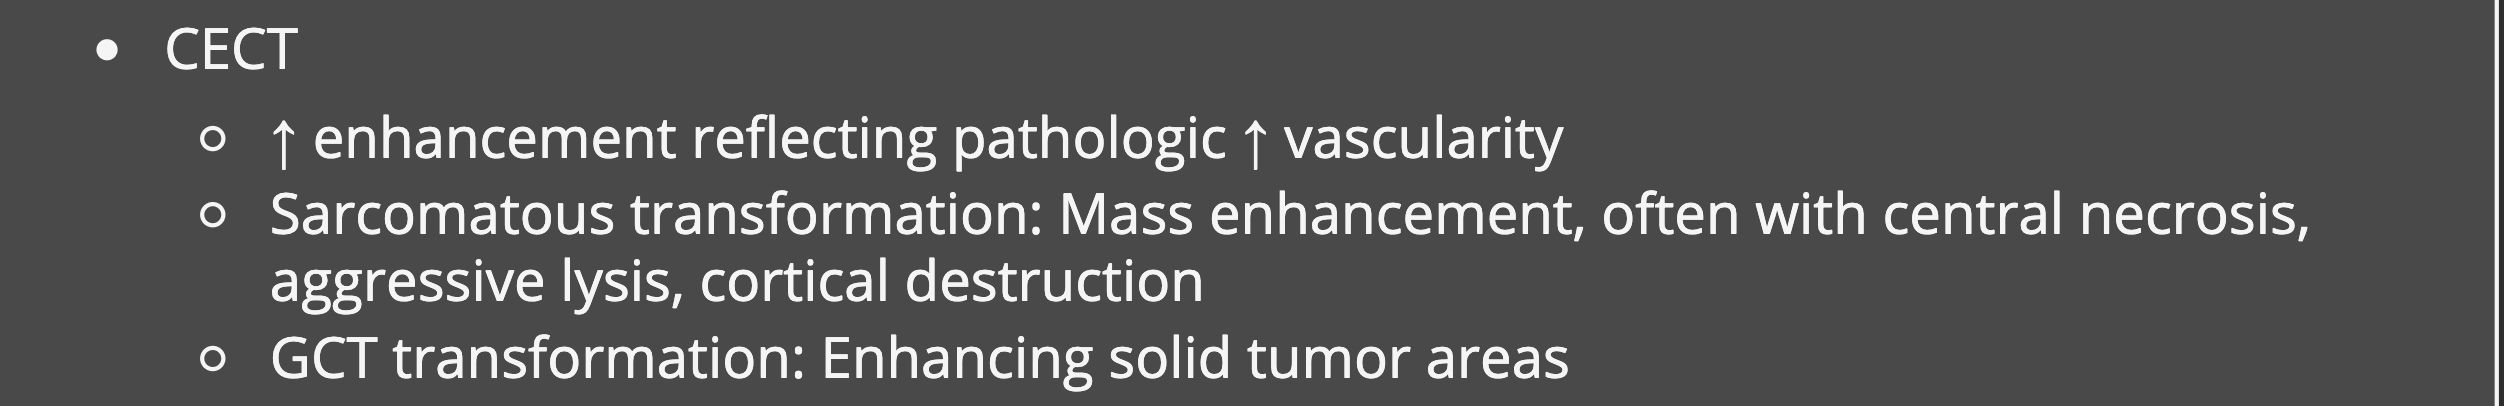 • CECT
○ ↑ enhancement reflecting pathologic ↑ vascularity
○ Sarcomatous transformation: Mass enhancement, often with central necrosis,
aggressive lysis, cortical destruction
○ GCT transformation: Enhancing solid tumor areas